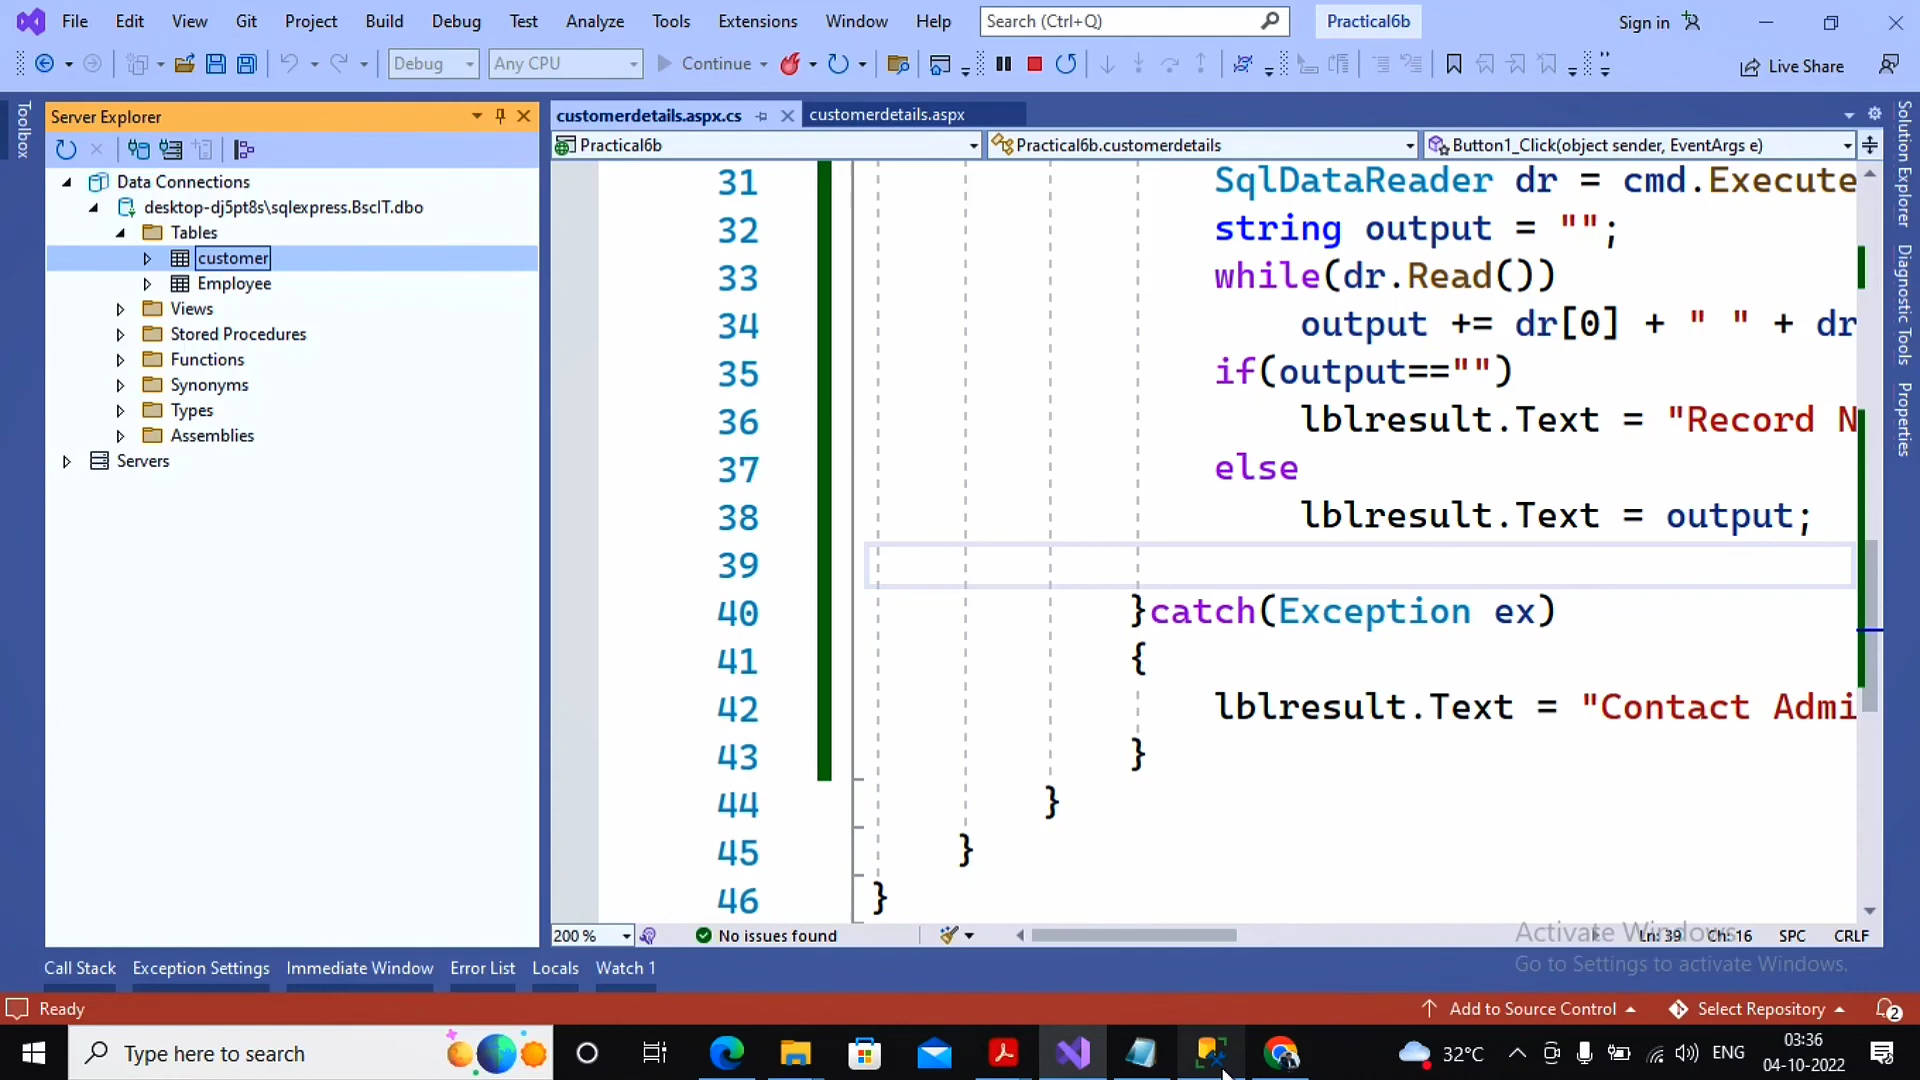 File Edit View Git Project Build Debug Test Analyze Tools Extensions Window Help Search (Ctrl+Q) Practical6b Sign in
Debug Any CPU Continue Live Share
Toolbox
Server Explorer
Data Connections
desktop-dj5pt8s\sqlexpress.BscIT.dbo
Tables
customer
Employee
Views
Stored Procedures
Functions
Synonyms
Types
Assemblies
Servers
customerdetails.aspx.cs customerdetails.aspx
Practical6b Practical6b.customerdetails Button1_Click(object sender, EventArgs e)
31 SqlDataReader dr = cmd.Execute
32 string output = "";
33 while(dr.Read())
34 output += dr[0] + " " + dr
35 if(output=="")
36 lblresult.Text = "Record N
37 else
38 lblresult.Text = output;
39
40 }catch(Exception ex)
41 {
42 lblresult.Text = "Contact Admi
43 }
44 }
45 }
46 }
200 % No issues found Ln: 39 Ch: 16 SPC CRLF
Solution Explorer
Diagnostic Tools
Properties
Activate Windows
Go to Settings to activate Windows.
Call Stack Exception Settings Immediate Window Error List Locals Watch 1
Ready Add to Source Control Select Repository 2
Type here to search 32°C ENG 03:36
04-10-2022